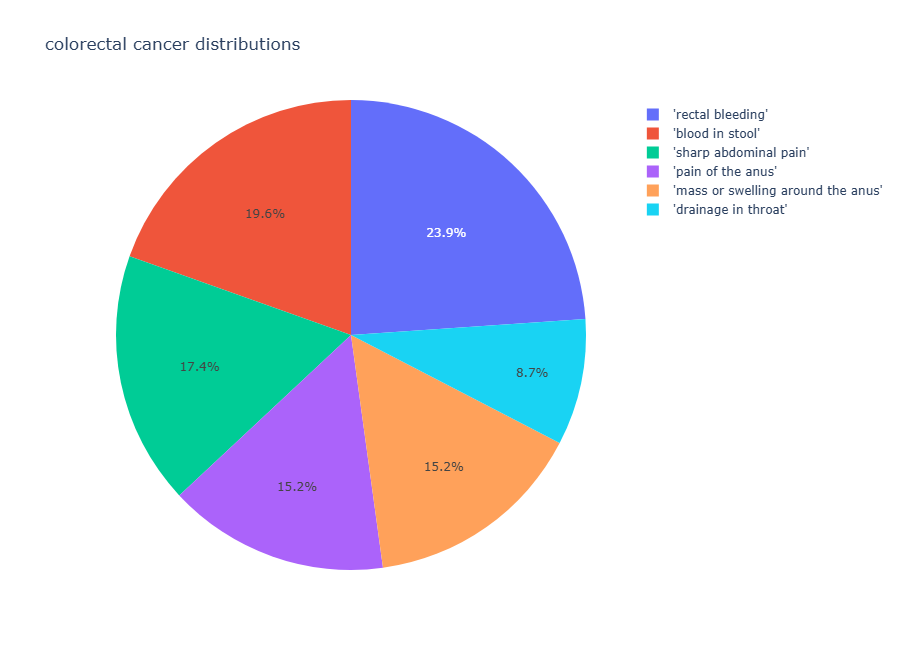 colorectal cancer distributions
'rectal bleeding'
'blood in stool'
'sharp abdominal pain'
'pain of the anus'
'mass or swelling around the anus'
'drainage in throat'
19.6%
23.9%
17.4%
8.7%
15.2%
15.2%